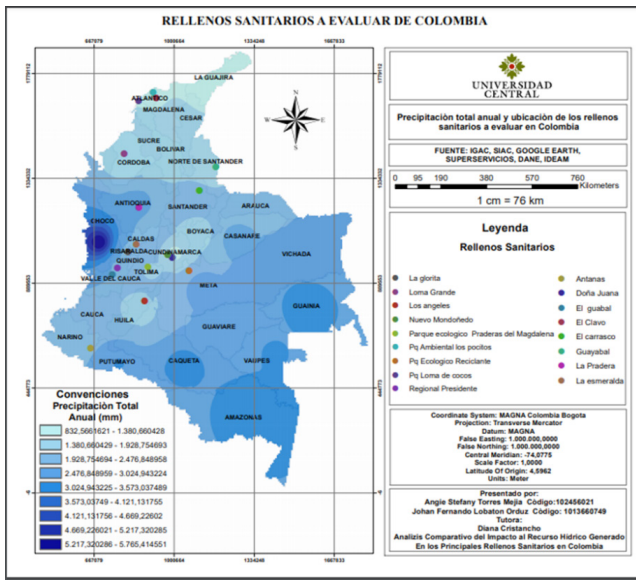 RELLENOS SANITARIOS A EVALUAR DE COLOMBIA
667979 1000664 1334349 1667833
1779112
1334332
889553
444773
LA GUAJIRA
ATLANTICO
MAGDALENA
CESAR
SUCRE
BOLIVAR
CORDOBA
NORTE DE SANTANDER
ANTIOQUIA
SANTANDER
ARAUCA
CHOCO
BOYACA
CALDAS
CASANARE
RISARALDA
CUNDINAMARCA
VICHADA
QUINDIO
TOLIMA
VALLE DEL CAUCA
META
GUAINIA
CAUCA
HUILA
GUAVIARE
NARINO
PUTUMAYO
CAQUETA
VAUPES
AMAZONAS
N
W E
S
Convenciones
Precipitaciòn Total
Anual (mm)
832,5661621 - 1.380,660428
1.380,660429 - 1.928,754693
1.928,754694 - 2.476,848958
2.476,848959 - 3.024,943224
3.024,943225 - 3.573,037489
3.573,03749 - 4.121,131755
4.121,131756 - 4.669,22602
4.669,226021 - 5.217,320285
5.217,320286 - 5.765,414551
UNIVERSIDAD
CENTRAL
Precipitaciòn total anual y ubicación de los rellenos
sanitarios a evaluar en Colombia
FUENTE: IGAC, SIAC, GOOGLE EARTH,
SUPERSERVICIOS, DANE, IDEAM
0 95 190 380 570 760
Kilometers
1 cm = 76 km
Leyenda
Rellenos Sanitarios
La glorita
Loma Grande
Los angeles
Nuevo Mondoñedo
Parque ecologico Praderas del Magdalena
Pq Ambiental los pocitos
Pq Ecologico Reciclante
Pq Loma de cocos
Regional Presidente
Antanas
Doña Juana
El guabal
El Clavo
El carrasco
Guayabal
La Pradera
La esmeralda
Coordinate System: MAGNA Colombia Bogota
Projection: Transverse Mercator
Datum: MAGNA
False Easting: 1.000.000,0000
False Northing: 1.000.000,0000
Central Meridian: -74,0775
Scale Factor: 1,0000
Latitude Of Origin: 4,5962
Units: Meter
Presentado por:
Angie Stefany Torres Mejia Código:102456021
Johan Fernando Lobaton Orduz Código: 1013660749
Tutora:
Diana Cristancho
Analizis Comparativo del Impacto al Recurso Hidrico Generado
En los Principales Rellenos Sanitarios en Colombia